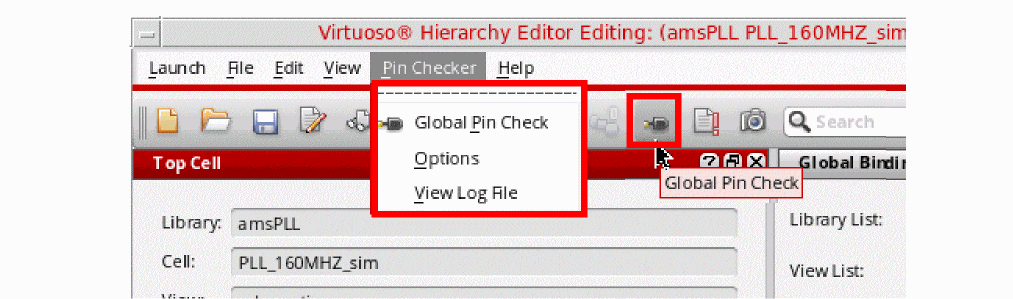 Virtuoso® Hierarchy Editor Editing: (amsPLL PLL_160MHZ_sim
Launch File Edit View Pin Checker Help
Global Pin Check
Options
View Log File
Search
Top Cell
Global Bindin
Global Pin Check
Library: amsPLL
Library List:
Cell: PLL_160MHZ_sim
View List: